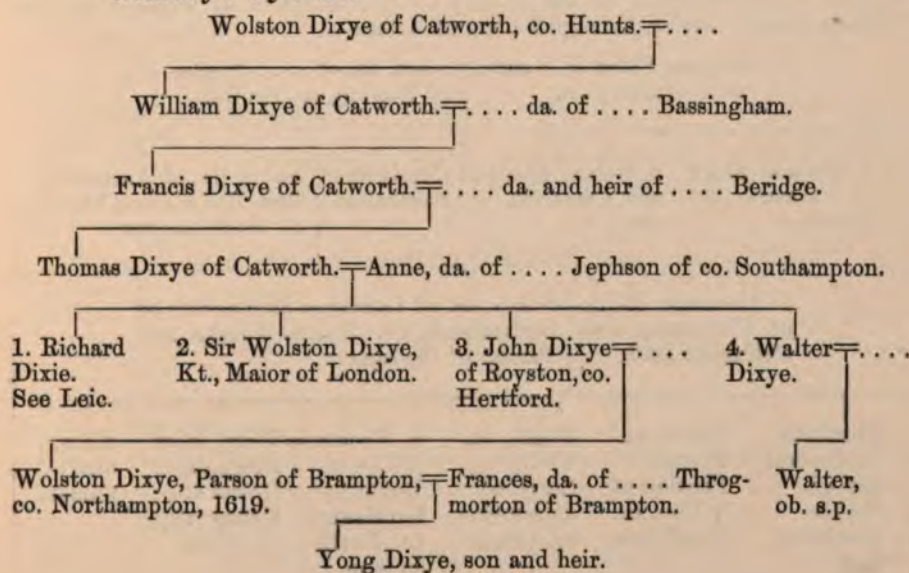 Wolston Dixye of Catworth, co. Hunts.=. . . .
William Dixye of Catworth.=. . . . da. of . . . . Bassingham.
Francis Dixye of Catworth.=. . . . da. and heir of . . . . Beridge.
Thomas Dixye of Catworth.=Anne, da. of . . . . Jephson of co. Southampton.
1. Richard
Dixie.
See Leic.
2. Sir Wolston Dixye,
Kt., Maior of London.
3. John Dixye=. . . .
of Royston, co.
Hertford.
4. Walter=. . . .
Dixye.
Wolston Dixye, Parson of Brampton,=
co. Northampton, 1619.
Frances, da. of . . . . Throg-
morton of Brampton.
Walter,
ob. s.p.
Yong Dixye, son and heir.